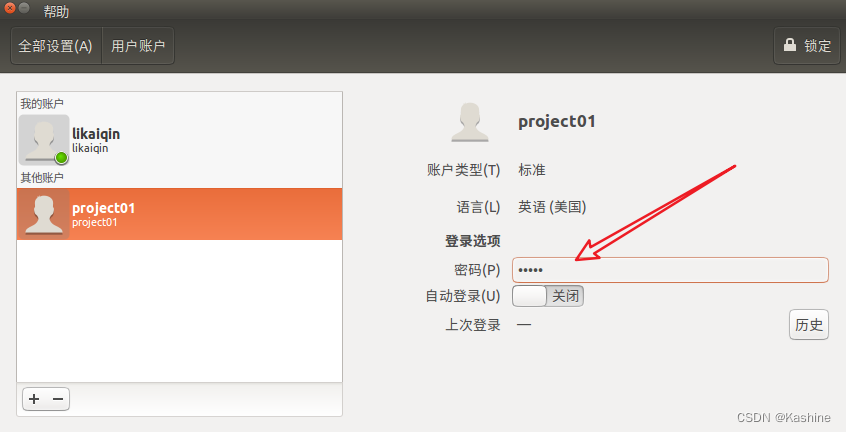 帮助
全部设置(A) 用户账户 锁定
我的账户
likaiqin
likaiqin
其他账户
project01
project01
project01
账户类型(T) 标准
语言(L) 英语 (美国)
登录选项
密码(P) •••••
自动登录(U) 关闭
上次登录 — 历史
+ −
CSDN @Kashine